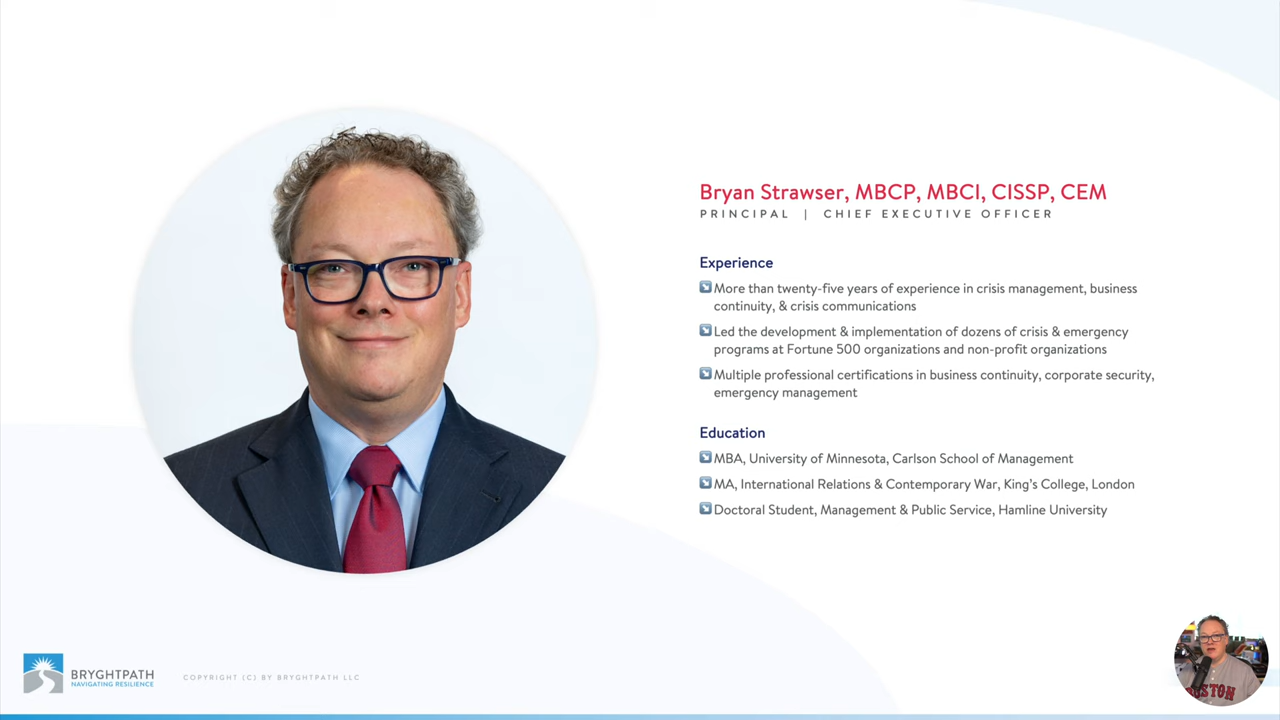 Bryan Strawser, MBCP, MBCI, CISSP, CEM
PRINCIPAL | CHIEF EXECUTIVE OFFICER
Experience
More than twenty-five years of experience in crisis management, business
continuity, & crisis communications
Led the development & implementation of dozens of crisis & emergency
programs at Fortune 500 organizations and non-profit organizations
Multiple professional certifications in business continuity, corporate security,
emergency management
Education
MBA, University of Minnesota, Carlson School of Management
MA, International Relations & Contemporary War, King's College, London
Doctoral Student, Management & Public Service, Hamline University
BRYGHTPATH
NAVIGATING RESILIENCE
COPYRIGHT (C) BY BRYGHTPATH LLC